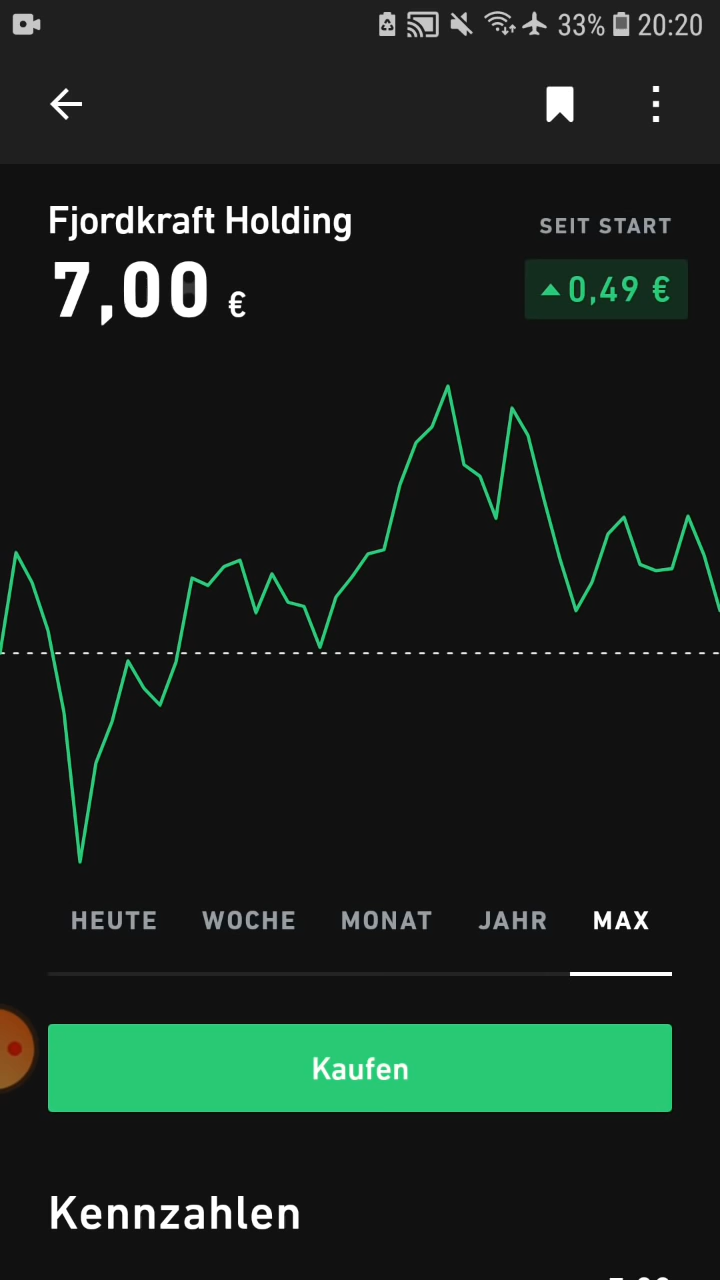 33% 20:20
Fjordkraft Holding
SEIT START
7,00 €
0,49 €
HEUTE WOCHE MONAT JAHR MAX
Kaufen
Kennzahlen